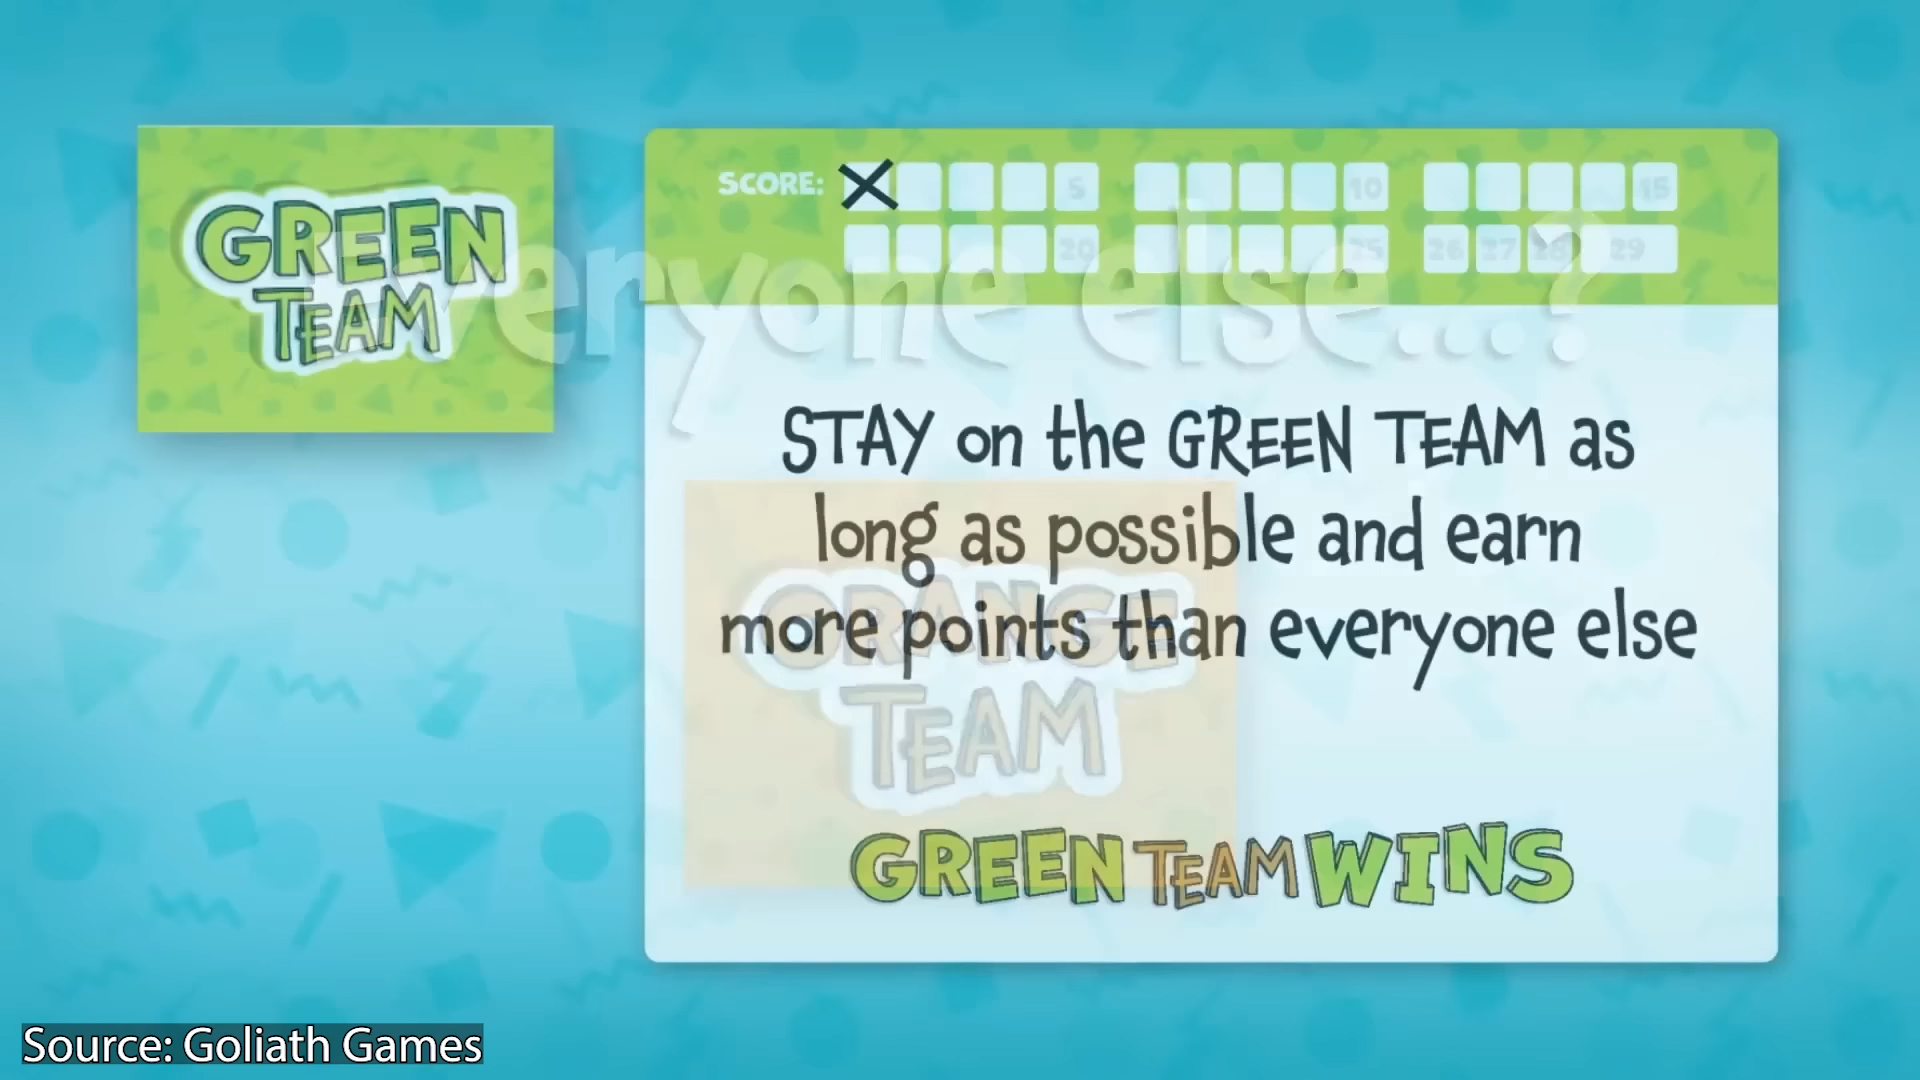 GREEN
TEAM
SCORE: 5 10 15
20 25 26 27 28 29
Everyone else...?
STAY on the GREEN TEAM as
long as possible and earn
more points than everyone else
ORANGE
TEAM
GREEN TEAM WINS
Source: Goliath Games